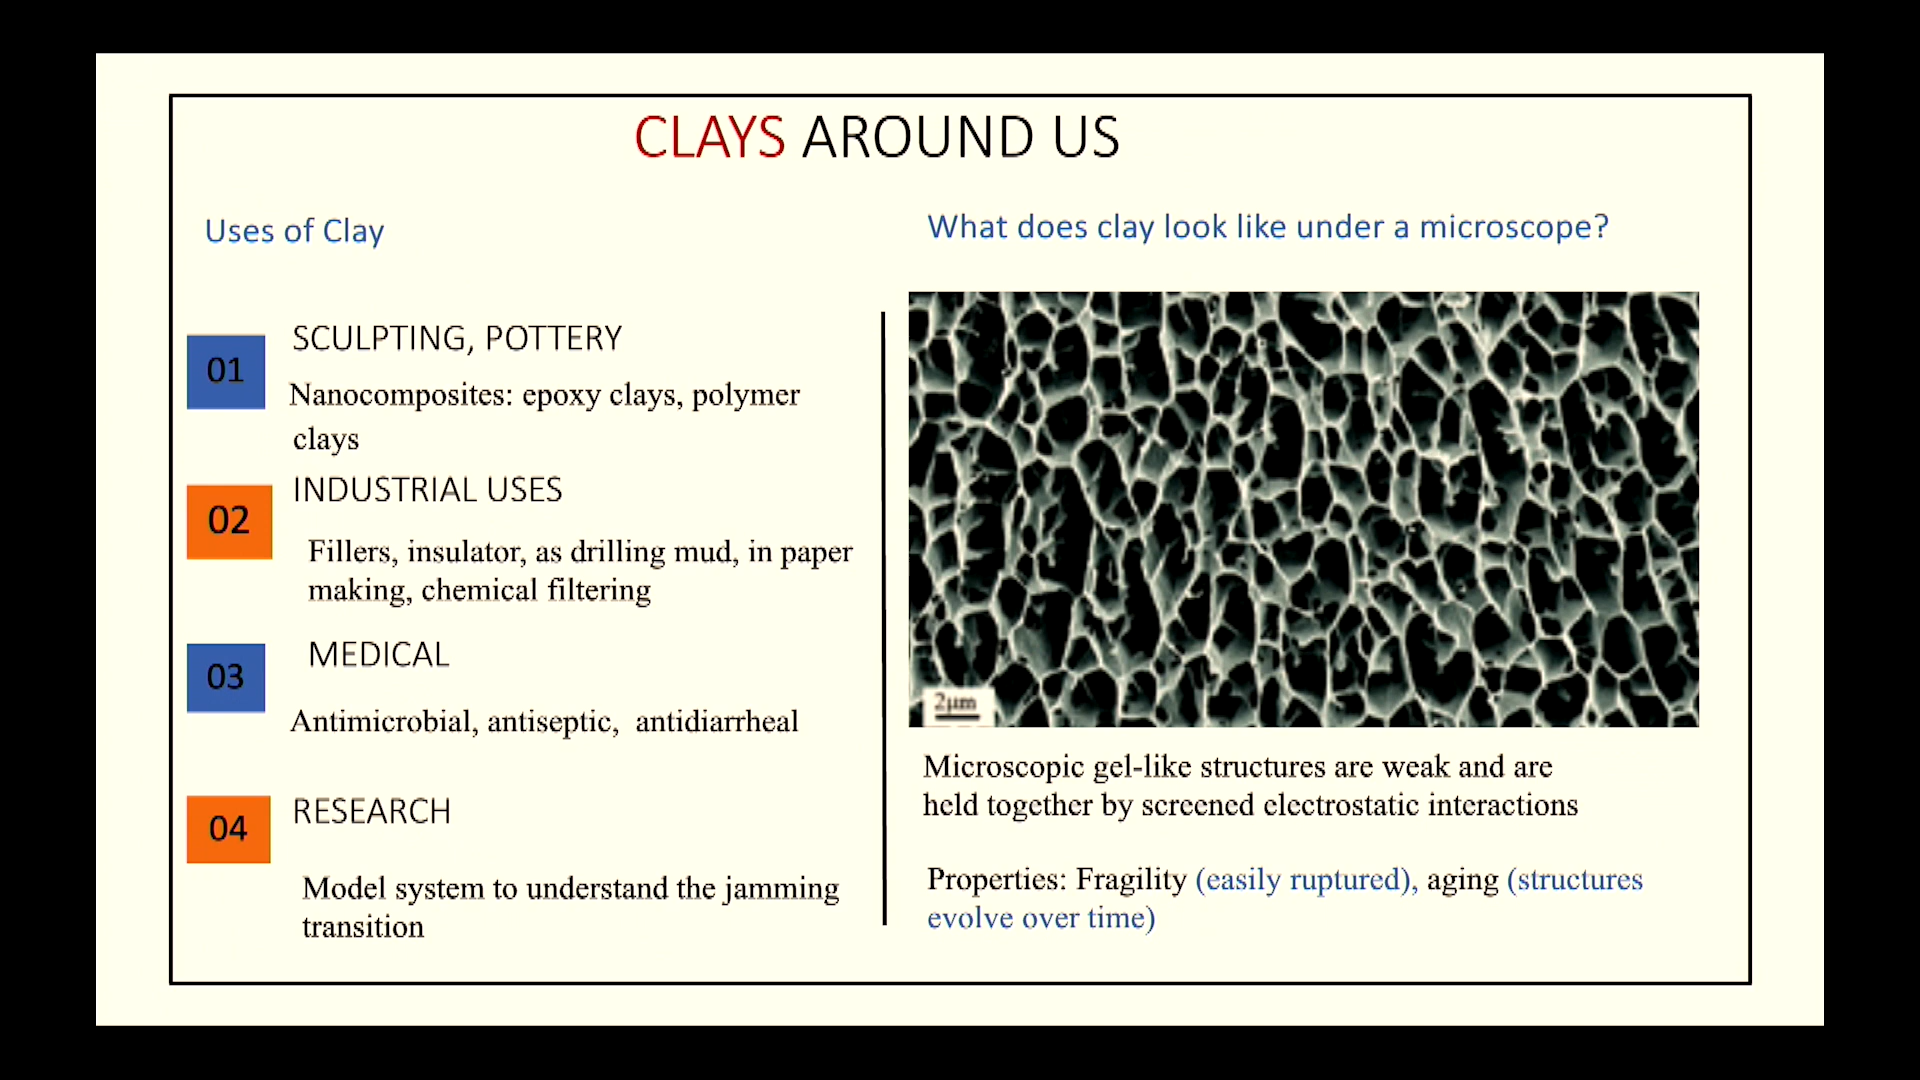 CLAYS AROUND US
Uses of Clay
01
SCULPTING, POTTERY
Nanocomposites: epoxy clays, polymer
clays
02
INDUSTRIAL USES
Fillers, insulator, as drilling mud, in paper
making, chemical filtering
03
MEDICAL
Antimicrobial, antiseptic, antidiarrheal
04
RESEARCH
Model system to understand the jamming
transition
What does clay look like under a microscope?
2μm
Microscopic gel-like structures are weak and are
held together by screened electrostatic interactions
Properties: Fragility (easily ruptured), aging (structures
evolve over time)